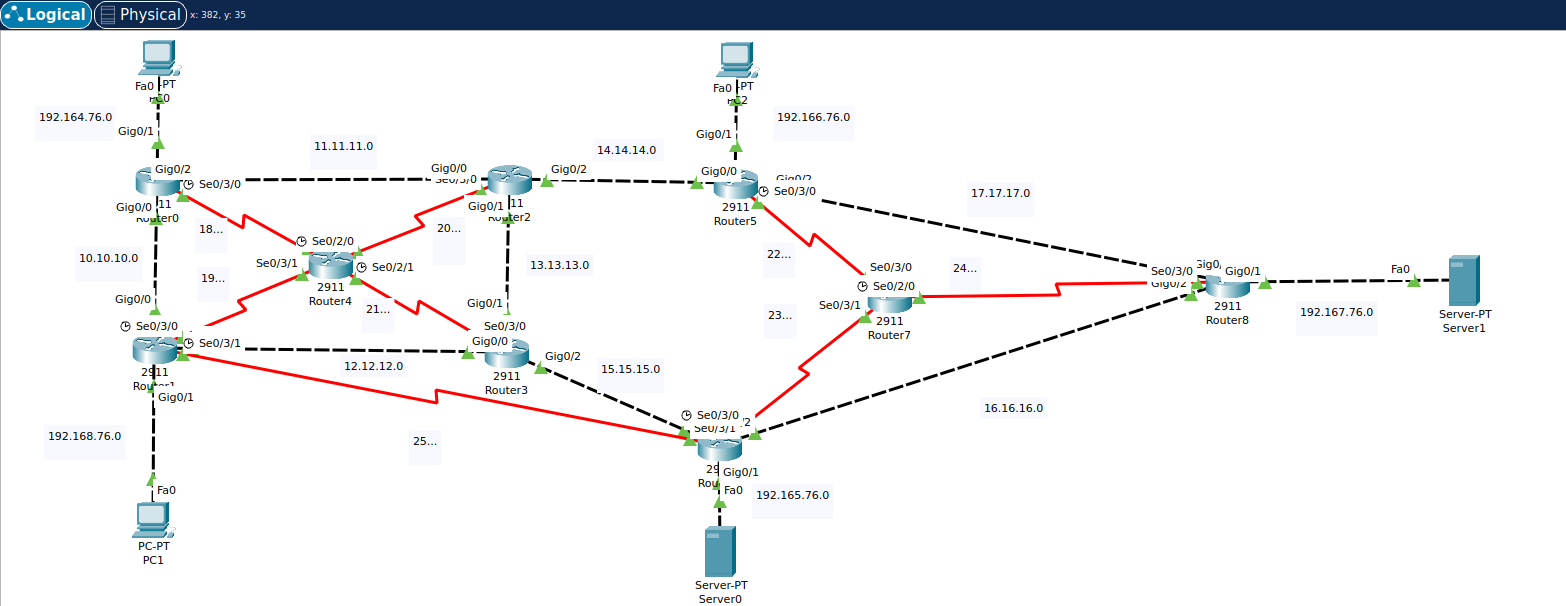 Logical
Physical
x: 382, y: 35
Fa0
-PT
192.164.76.0
Gig0/1
Gig0/2
Se0/3/0
Gig0/0
11
Router0
11.11.11.0
Gig0/0
Se0/3/0
Gig0/2
Gig0/1
11
Router2
14.14.14.0
Fa0
192.166.76.0
Gig0/1
Gig0/0
Gig0/2
Se0/3/0
2911
Router5
17.17.17.0
18...
20...
10.10.10.0
19...
Se0/2/0
Se0/3/1
Se0/2/1
2911
Router4
21...
13.13.13.0
22...
24...
Se0/3/0
Se0/2/0
Se0/3/1
2911
Router7
23...
Se0/3/0
Gig0/2
Gig0/1
2911
Router8
Fa0
192.167.76.0
Server-PT
Server1
Gig0/0
Se0/3/0
Se0/3/1
2911
Router1
Gig0/1
12.12.12.0
Gig0/1
Se0/3/0
Gig0/0
2911
Router3
Gig0/2
15.15.15.0
16.16.16.0
192.168.76.0
25...
Fa0
PC-PT
PC1
Se0/3/0
Se0/3/1
Gig0/1
Fa0
192.165.76.0
Server-PT
Server0